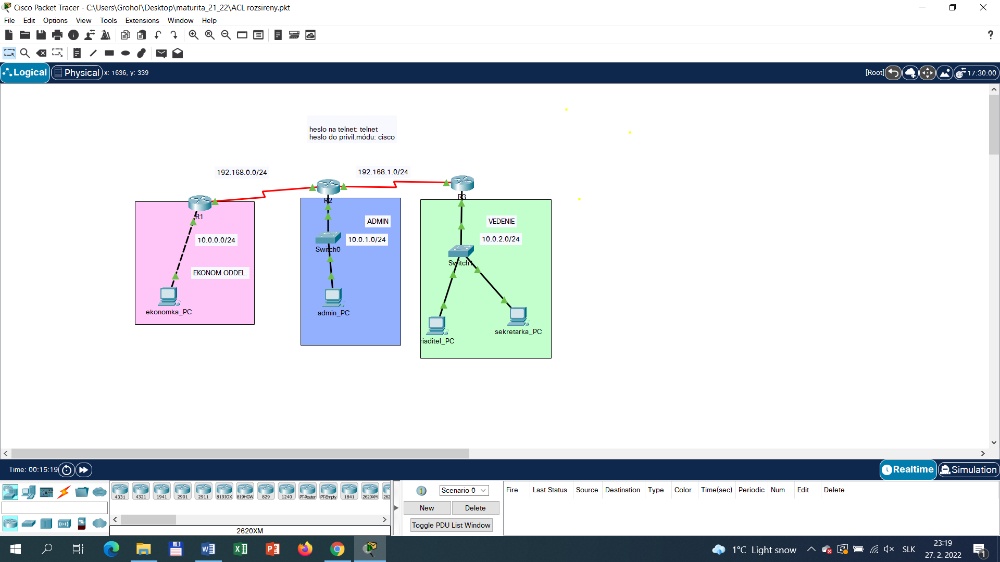 Cisco Packet Tracer - C:\Users\Grohoľ\Desktop\maturita_21_22\ACL rozsireny.pkt
File Edit Options View Tools Extensions Window Help
Logical Physical x: 1636, y: 339 [Root] 17:30:00
heslo na telnet: telnet
heslo do privil.módu: cisco
192.168.0.0/24
192.168.1.0/24
R1
R2
R3
10.0.0.0/24
EKONOM.ODDEL.
ekonomka_PC
ADMIN
10.0.1.0/24
Switch0
admin_PC
VEDENIE
10.0.2.0/24
Switch1
riaditel_PC
sekretarka_PC
Time: 00:15:19 Realtime Simulation
4331 4321 1941 2901 2911 819IOX 819HGW 829 1240 PT-Router PT-Empty 1841 2620XM 262
2620XM
Scenario 0
New Delete
Toggle PDU List Window
Fire Last Status Source Destination Type Color Time(sec) Periodic Num Edit Delete
1°C Light snow SLK
23:19
27. 2. 2022
1